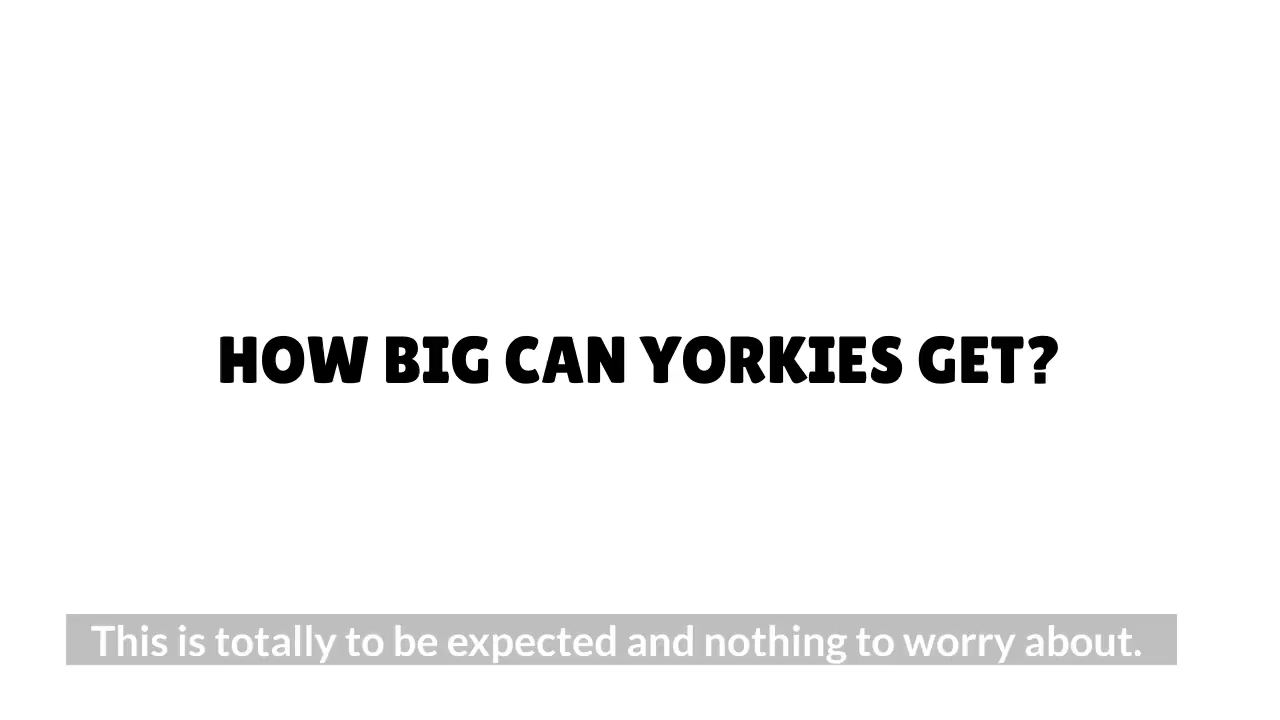 HOW BIG CAN YORKIES GET?
This is totally to be expected and nothing to worry about.